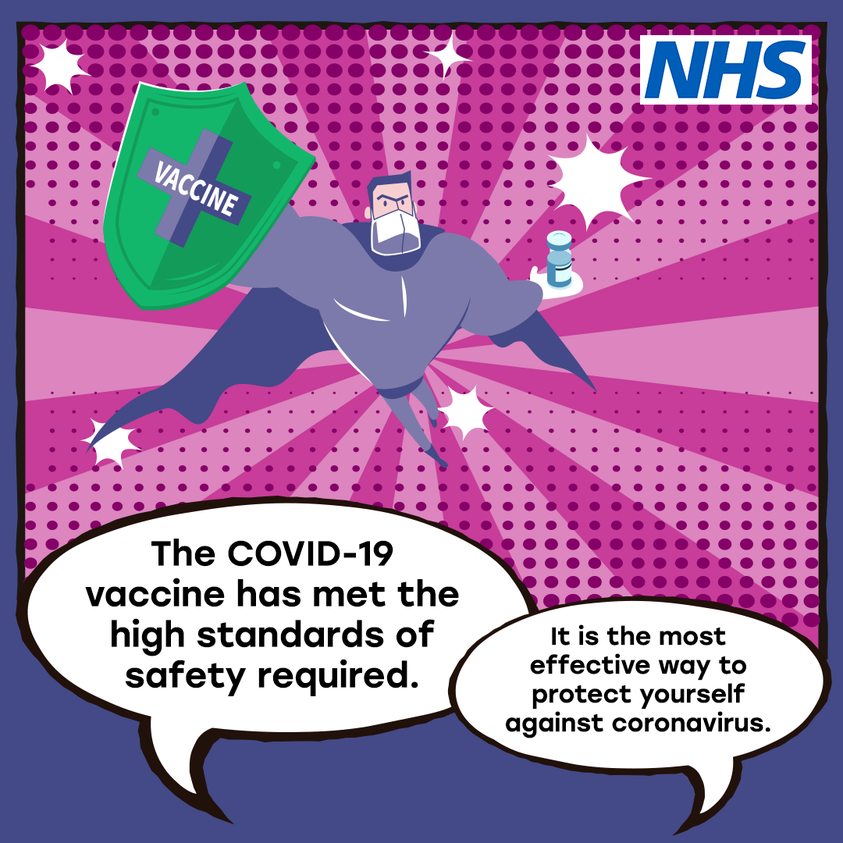 NHS
VACCINE
The COVID-19
vaccine has met the
high standards of
safety required.
It is the most
effective way to
protect yourself
against coronavirus.